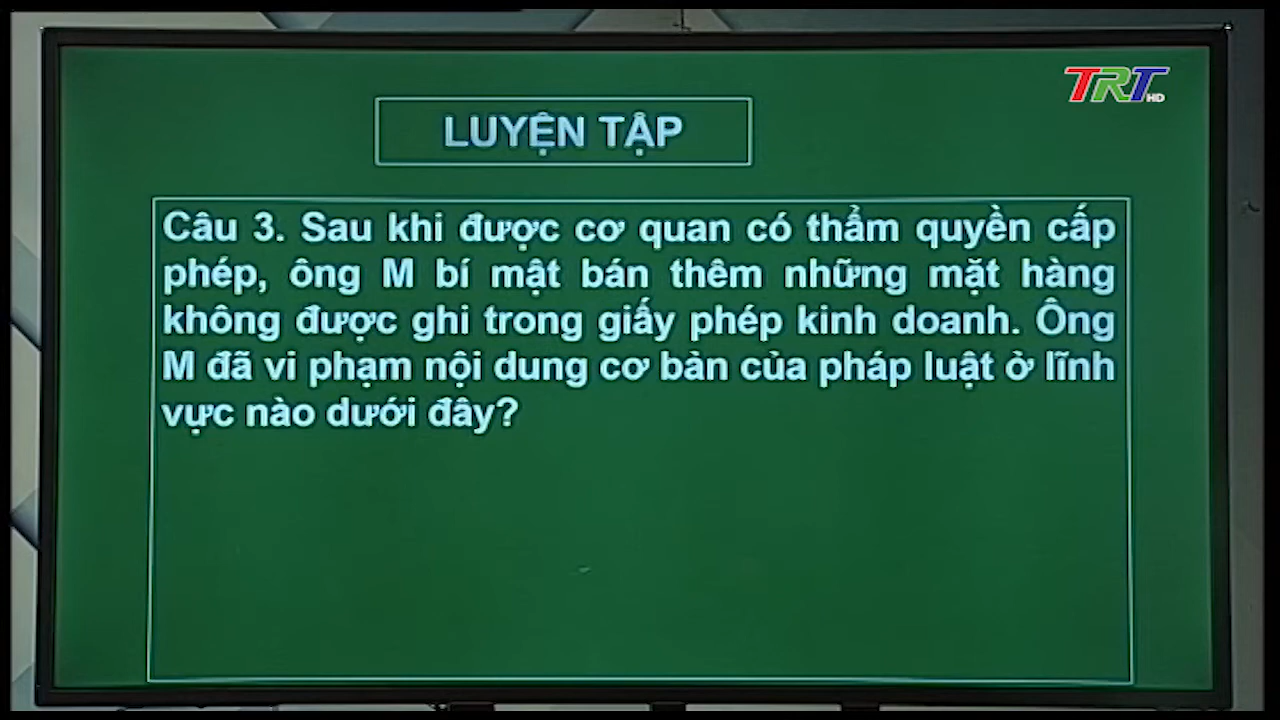 TRT HD
LUYỆN TẬP
Câu 3. Sau khi được cơ quan có thẩm quyền cấp
phép, ông M bí mật bán thêm những mặt hàng
không được ghi trong giấy phép kinh doanh. Ông
M đã vi phạm nội dung cơ bản của pháp luật ở lĩnh
vực nào dưới đây?